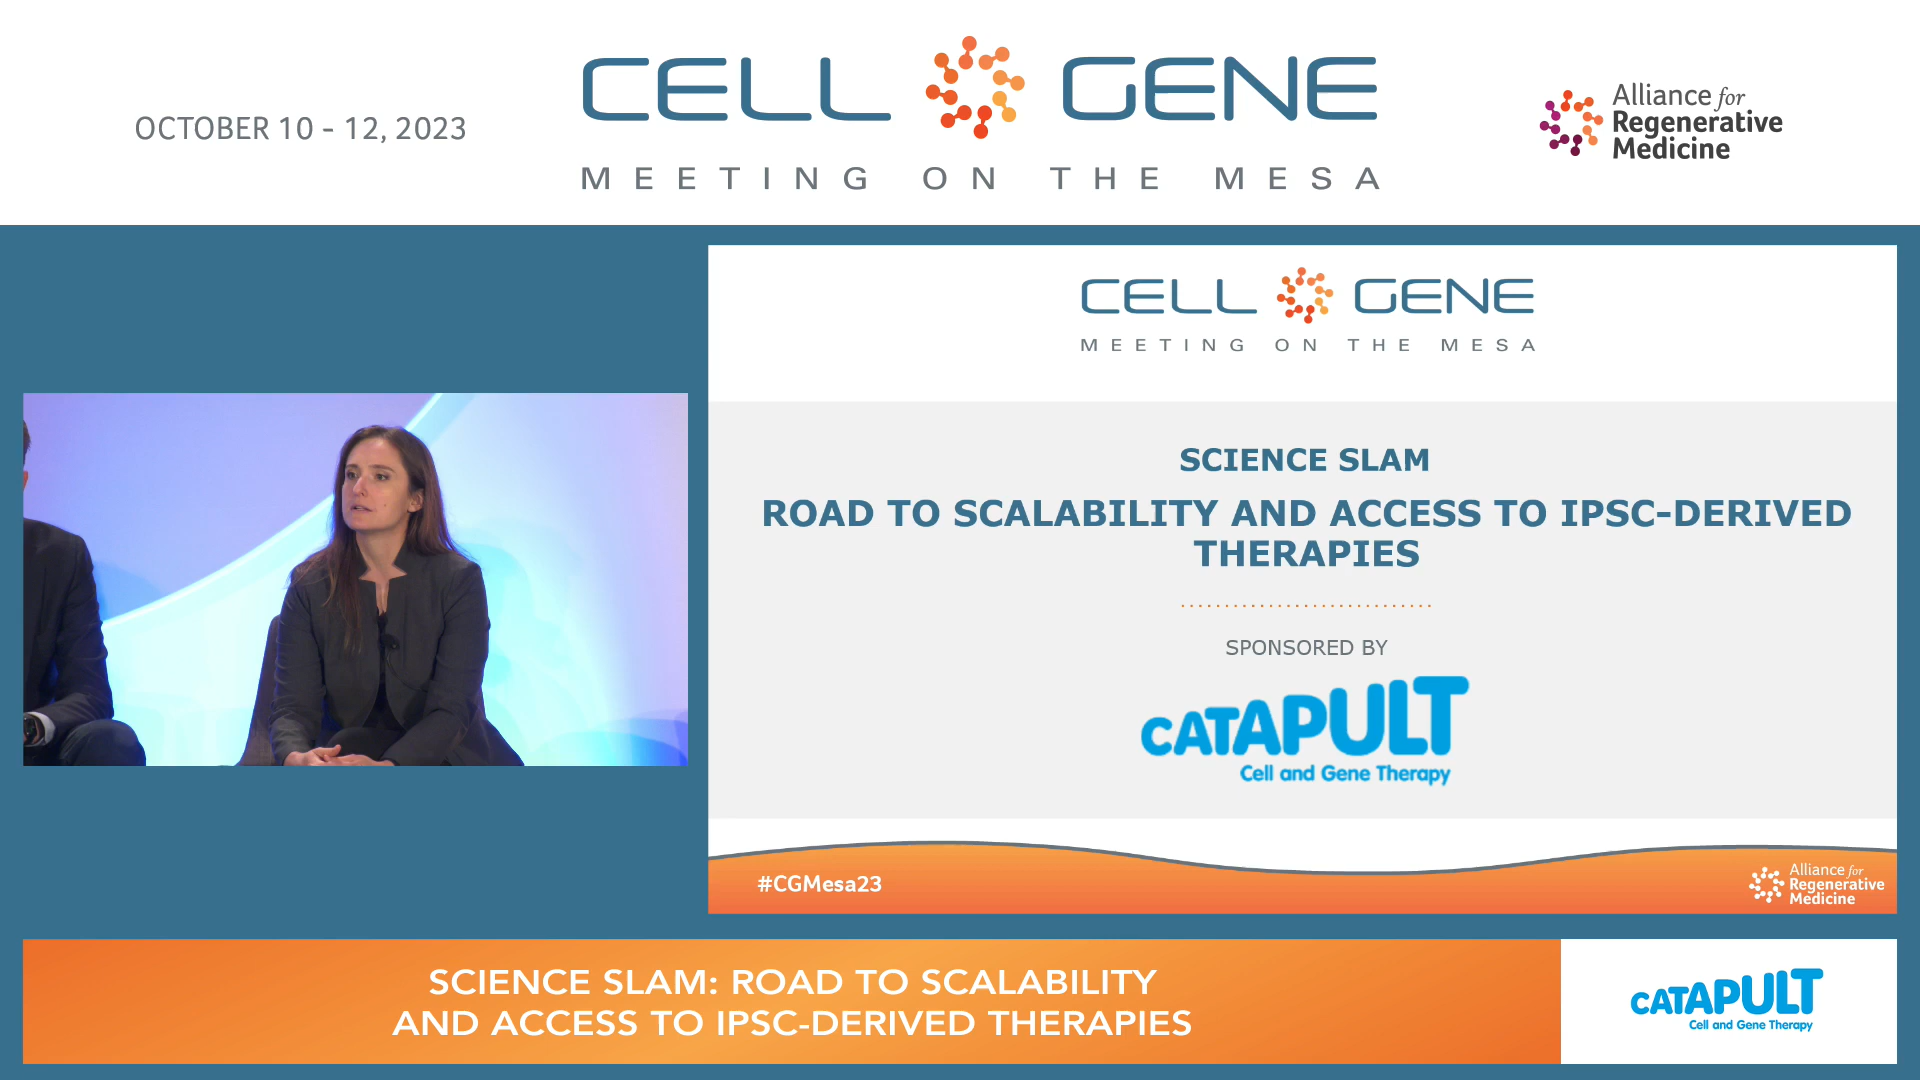 OCTOBER 10 - 12, 2023
CELL GENE
MEETING ON THE MESA
Alliance for
Regenerative
Medicine
CELL GENE
MEETING ON THE MESA
SCIENCE SLAM
ROAD TO SCALABILITY AND ACCESS TO IPSC-DERIVED
THERAPIES
SPONSORED BY
CATAPULT
Cell and Gene Therapy
#CGMesa23
Alliance for
Regenerative
Medicine
SCIENCE SLAM: ROAD TO SCALABILITY
AND ACCESS TO IPSC-DERIVED THERAPIES
CATAPULT
Cell and Gene Therapy